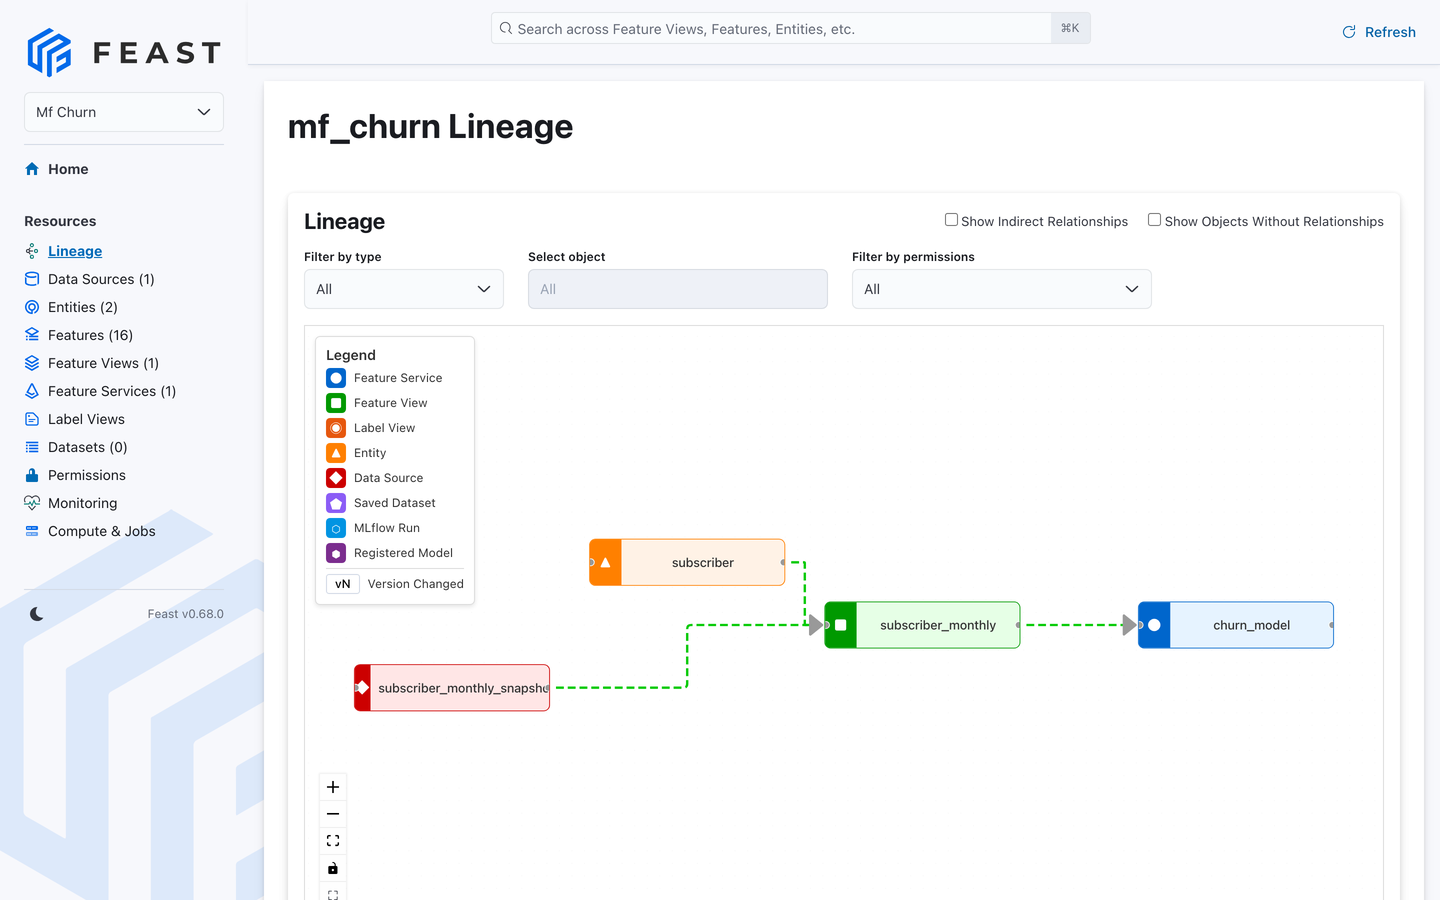 FEAST
Search across Feature Views, Features, Entities, etc.
⌘K
Refresh
Mf Churn
Home
Resources
Lineage
Data Sources (1)
Entities (2)
Features (16)
Feature Views (1)
Feature Services (1)
Label Views
Datasets (0)
Permissions
Monitoring
Compute & Jobs
Feast v0.68.0
mf_churn Lineage
Lineage
Show Indirect Relationships
Show Objects Without Relationships
Filter by type
Select object
Filter by permissions
All
All
All
Legend
Feature Service
Feature View
Label View
Entity
Data Source
Saved Dataset
MLflow Run
Registered Model
vN Version Changed
subscriber
subscriber_monthly
churn_model
subscriber_monthly_snapsho